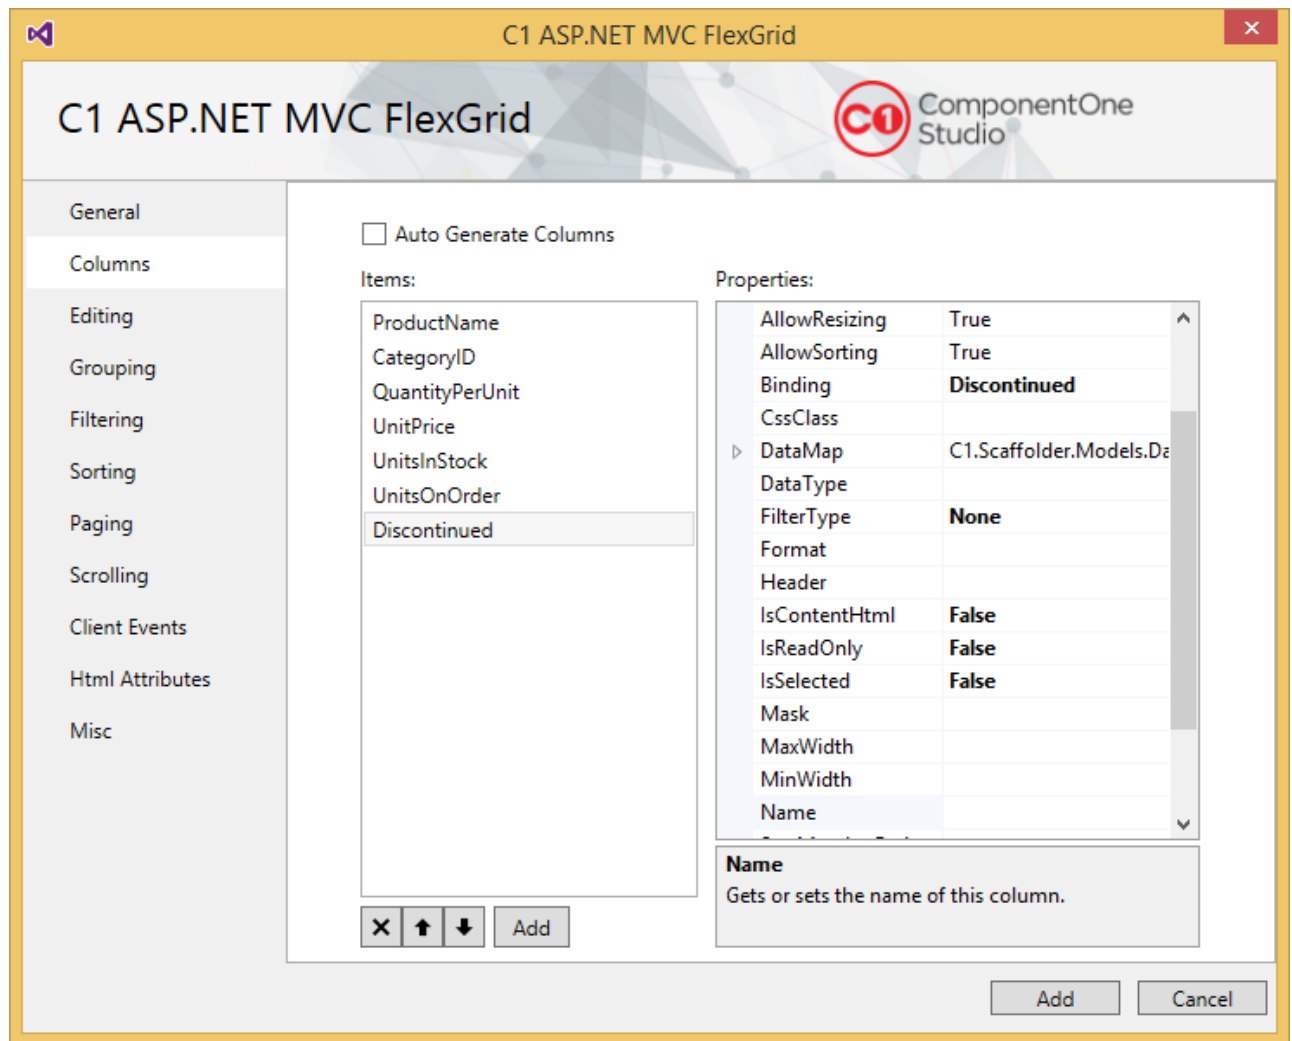 C1 ASP.NET MVC FlexGrid
C1 ASP.NET MVC FlexGrid
C1 ComponentOne
Studio
General
Columns
Editing
Grouping
Filtering
Sorting
Paging
Scrolling
Client Events
Html Attributes
Misc
Auto Generate Columns
Items:
ProductName
CategoryID
QuantityPerUnit
UnitPrice
UnitsInStock
UnitsOnOrder
Discontinued
Add
Properties:
AllowResizing True
AllowSorting True
Binding Discontinued
CssClass
DataMap C1.Scaffolder.Models.Da
DataType
FilterType None
Format
Header
IsContentHtml False
IsReadOnly False
IsSelected False
Mask
MaxWidth
MinWidth
Name
Name
Gets or sets the name of this column.
Add Cancel